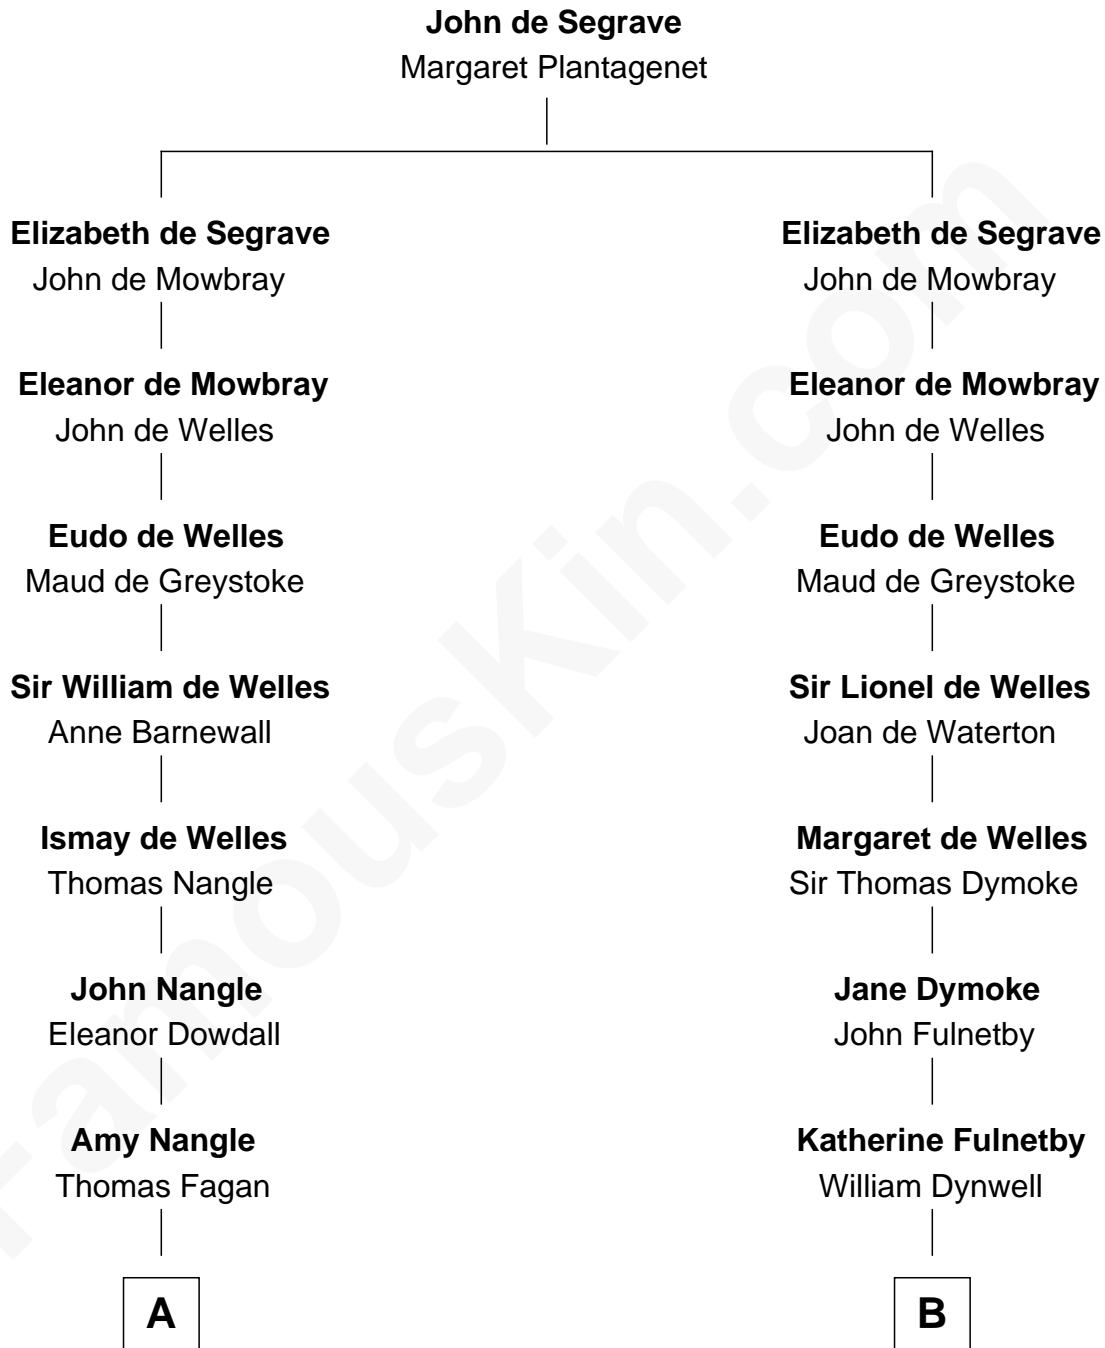 John de Segrave
Margaret Plantagenet
Elizabeth de Segrave
John de Mowbray
Elizabeth de Segrave
John de Mowbray
Eleanor de Mowbray
John de Welles
Eleanor de Mowbray
John de Welles
Eudo de Welles
Maud de Greystoke
Eudo de Welles
Maud de Greystoke
Sir William de Welles
Anne Barnewall
Sir Lionel de Welles
Joan de Waterton
Ismay de Welles
Thomas Nangle
Margaret de Welles
Sir Thomas Dymoke
John Nangle
Eleanor Dowdall
Jane Dymoke
John Fulnetby
Amy Nangle
Thomas Fagan
Katherine Fulnetby
William Dynwell
A
B
FamousKin.com